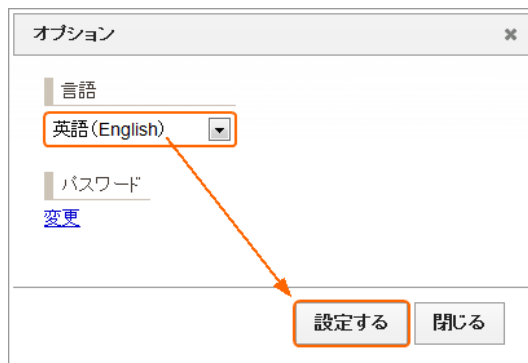 オプション
言語
英語(English)
パスワード
変更
設定する
閉じる